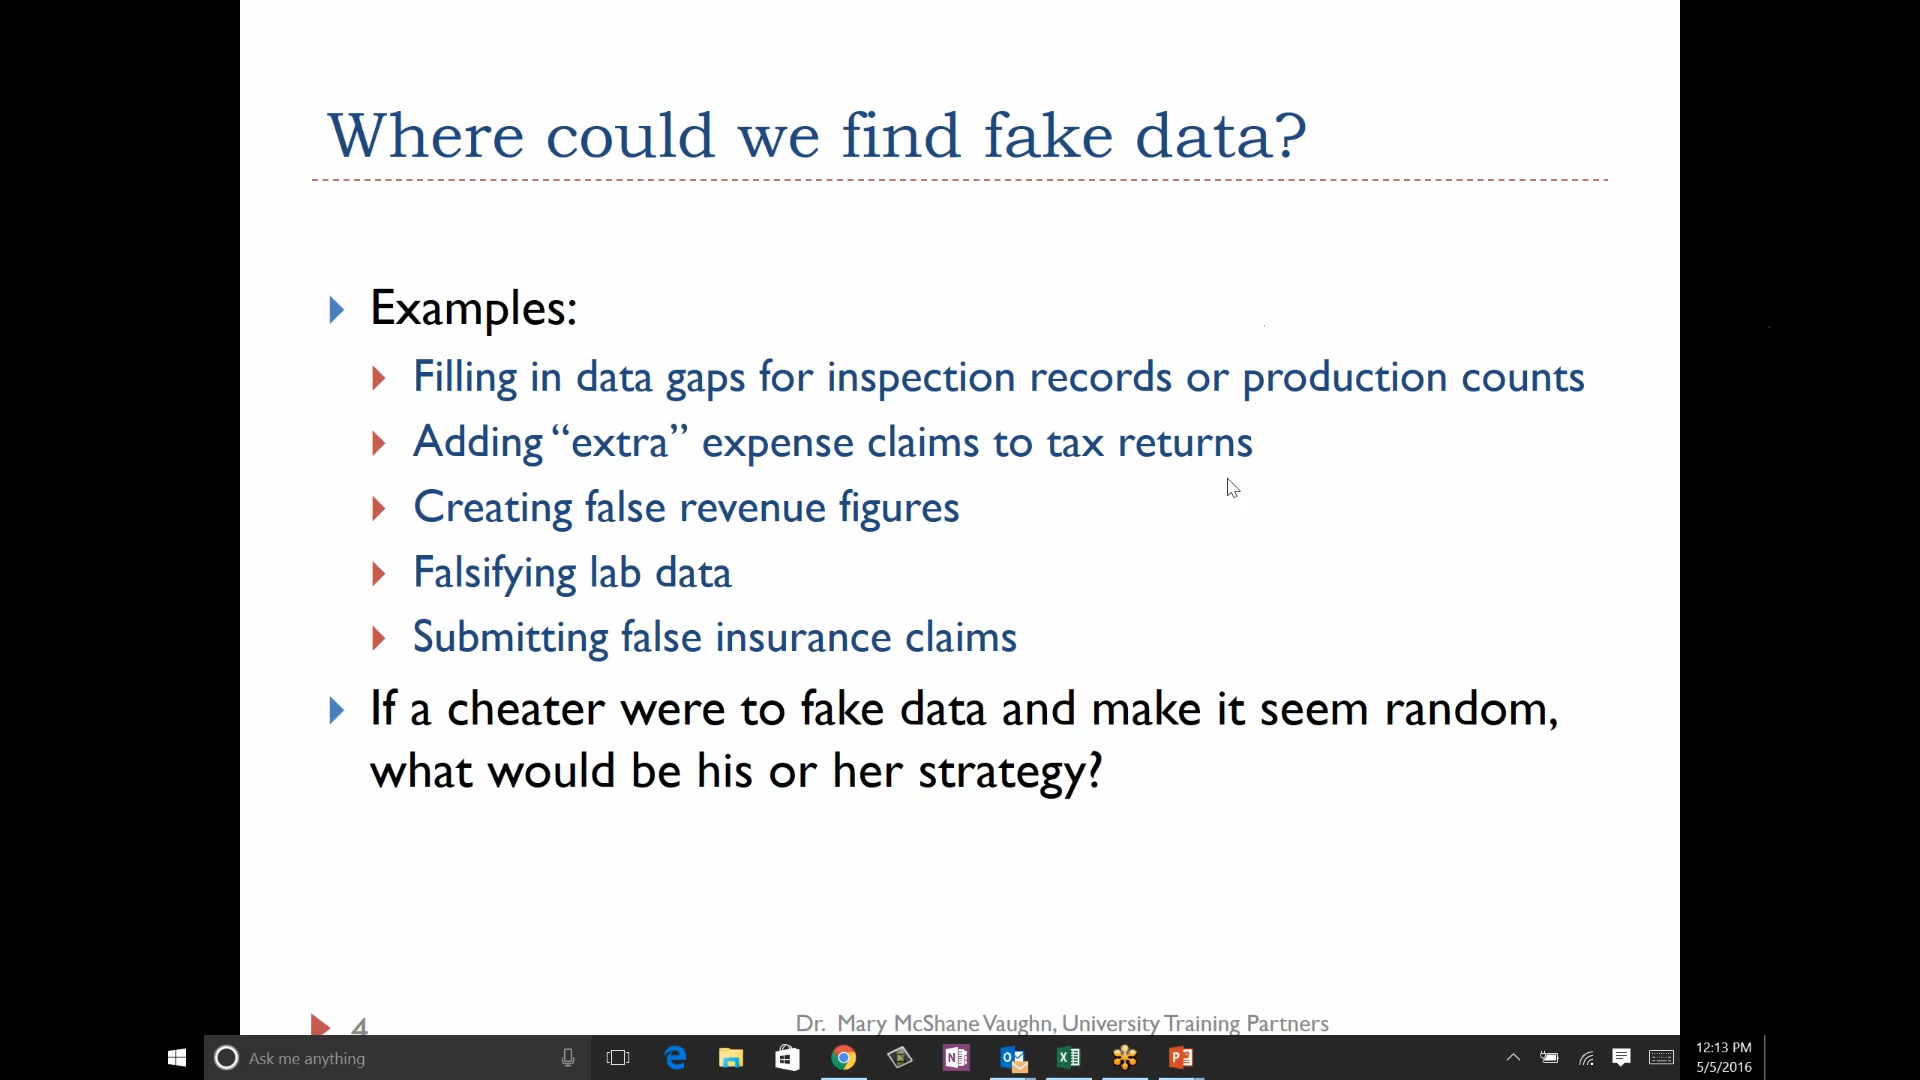 Where could we find fake data?
Examples:
Filling in data gaps for inspection records or production counts
Adding “extra” expense claims to tax returns
Creating false revenue figures
Falsifying lab data
Submitting false insurance claims
If a cheater were to fake data and make it seem random,
what would be his or her strategy?
4
Dr. Mary McShane Vaughn, University Training Partners
Ask me anything
12:13 PM
5/5/2016